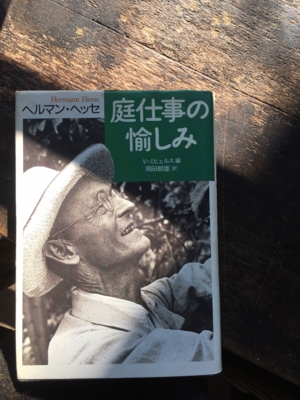 Hermann Hesse
ヘルマン・ヘッセ
庭仕事の
愉しみ
V・ミヒェルス 編
岡田朝雄 訳